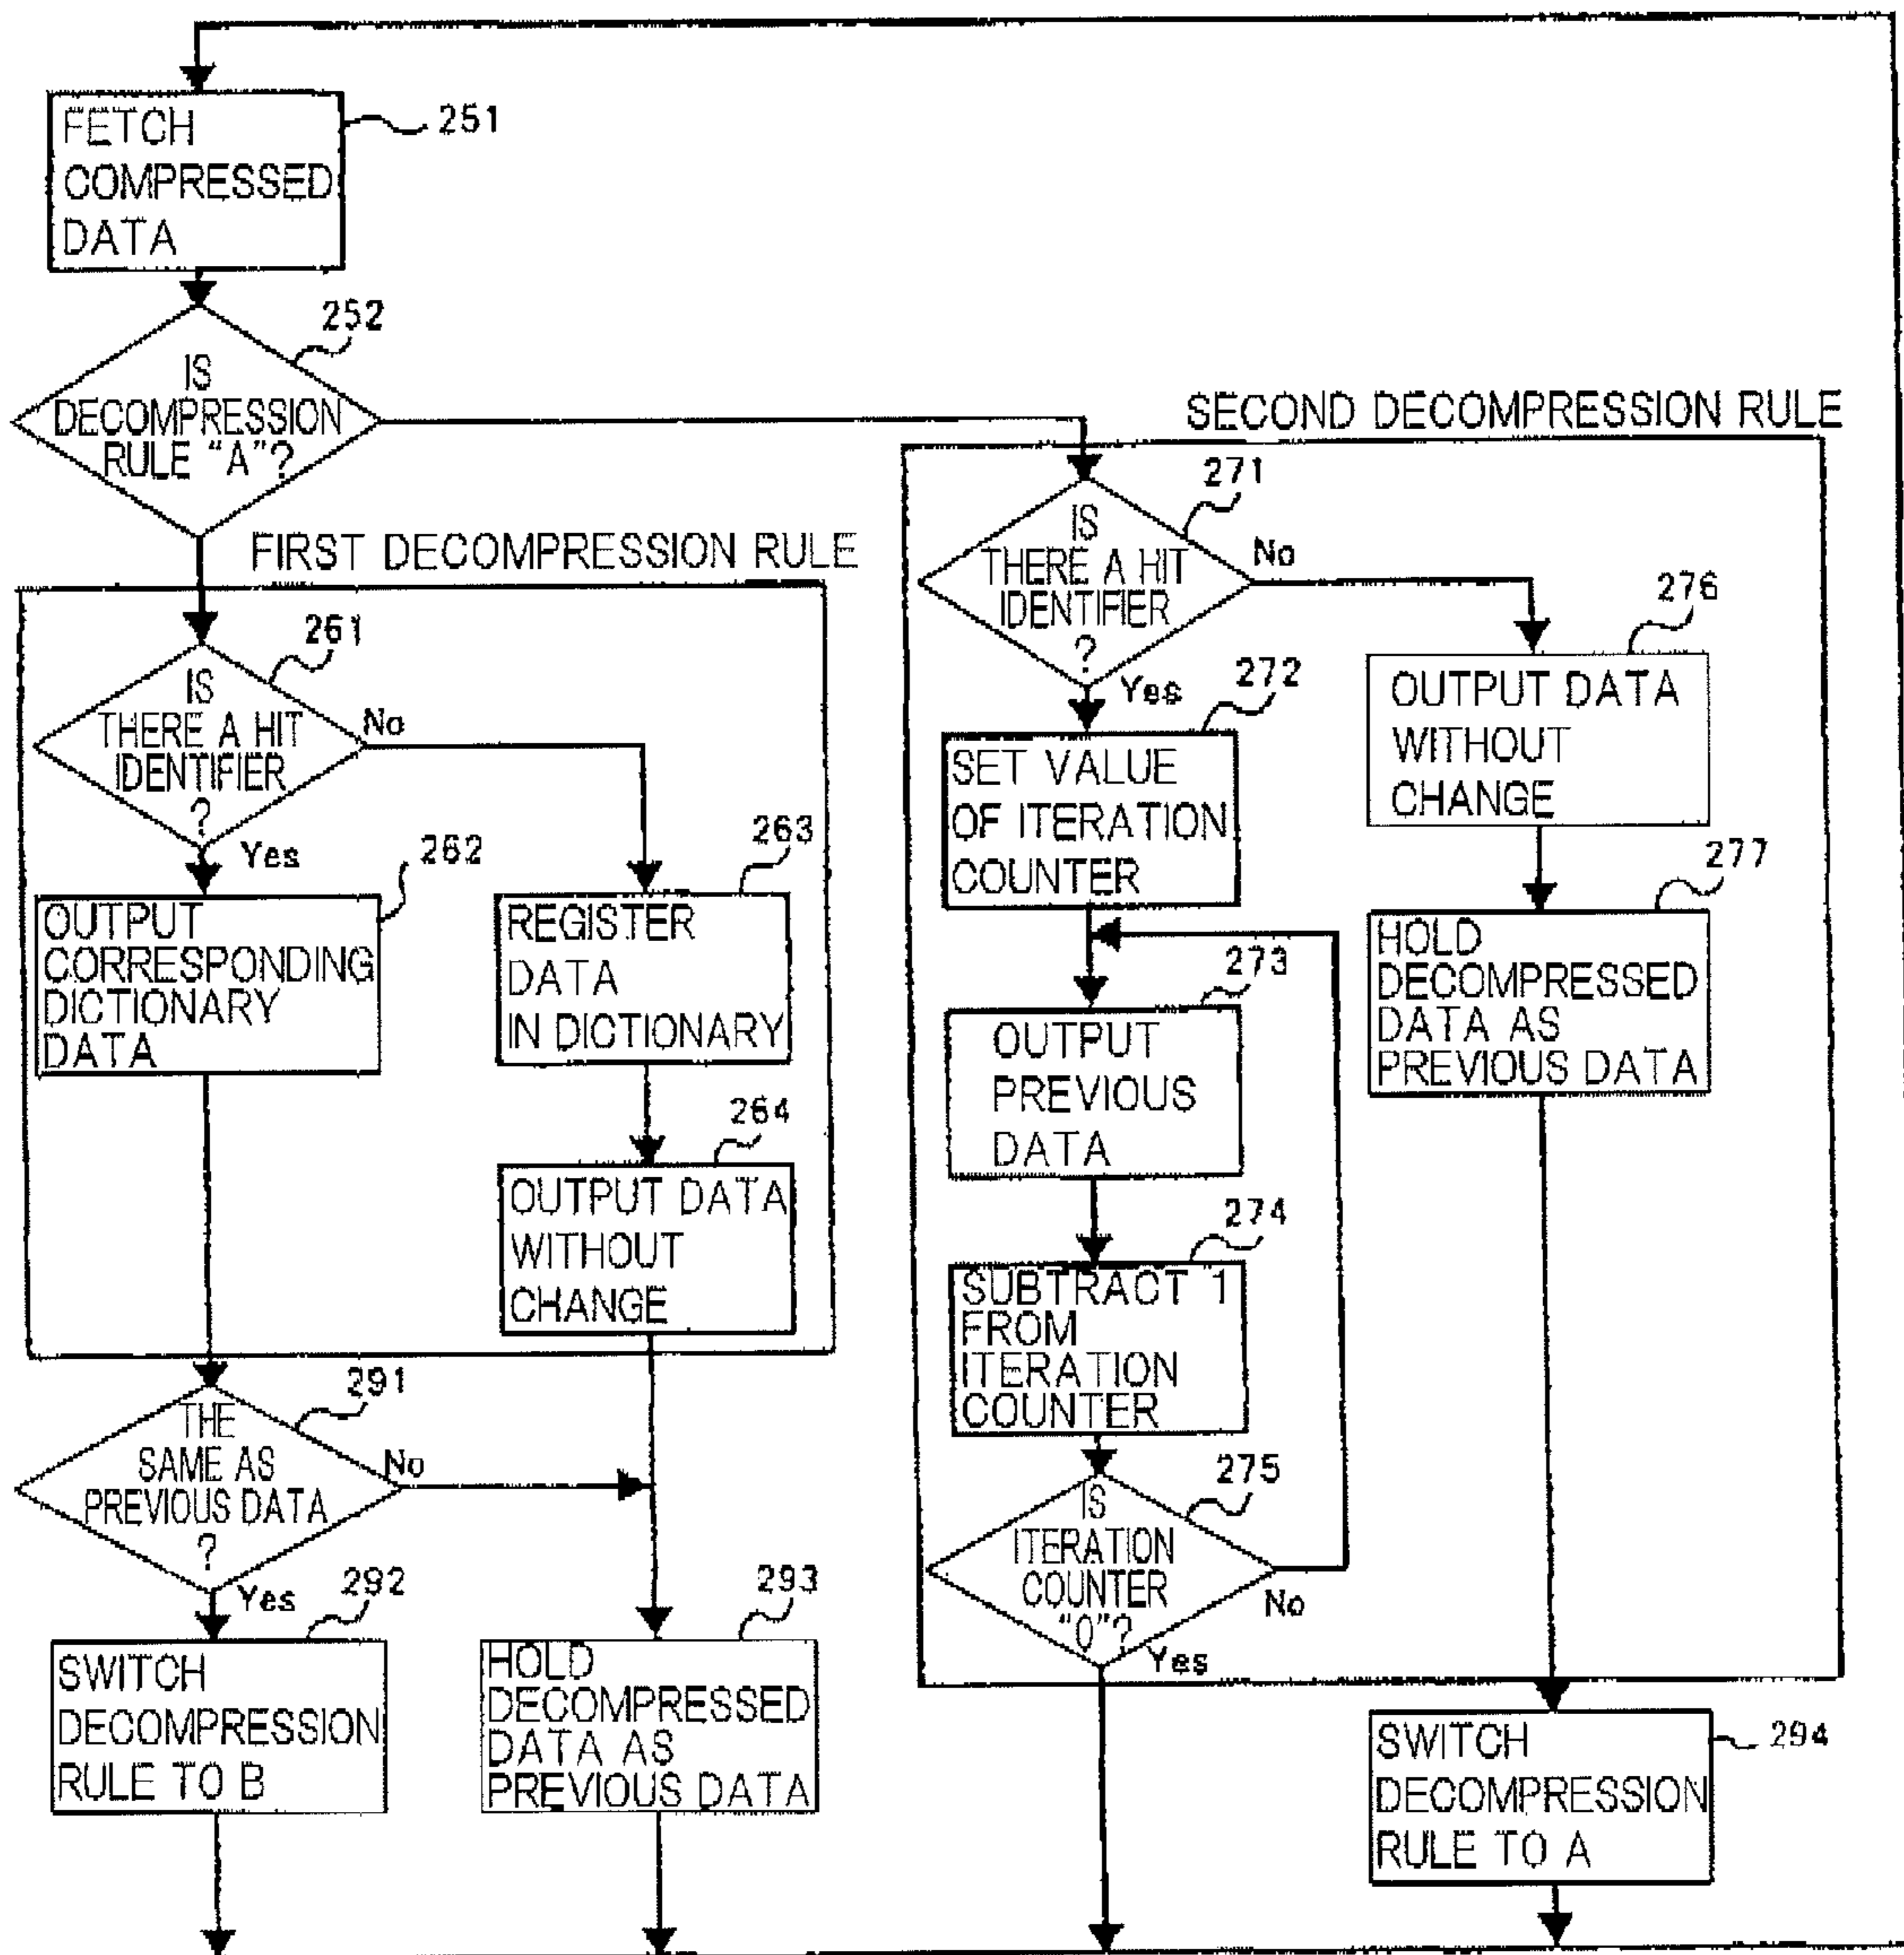 FETCH
COMPRESSED
DATA
251
252
IS
DECOMPRESSION
RULE "A"?
FIRST DECOMPRESSION RULE
261
IS
THERE A HIT
IDENTIFIER
?
No
Yes
262
OUTPUT
CORRESPONDING
DICTIONARY
DATA
263
REGISTER
DATA
IN DICTIONARY
264
OUTPUT DATA
WITHOUT
CHANGE
291
THE
SAME AS
PREVIOUS DATA
?
No
Yes
292
SWITCH
DECOMPRESSION
RULE TO B
293
HOLD
DECOMPRESSED
DATA AS
PREVIOUS DATA
SECOND DECOMPRESSION RULE
271
IS
THERE A HIT
IDENTIFIER
?
No
Yes
272
SET VALUE
OF ITERATION
COUNTER
273
OUTPUT
PREVIOUS
DATA
274
SUBTRACT 1
FROM
ITERATION
COUNTER
275
IS
ITERATION
COUNTER
"0"?
No
Yes
276
OUTPUT DATA
WITHOUT
CHANGE
277
HOLD
DECOMPRESSED
DATA AS
PREVIOUS DATA
294
SWITCH
DECOMPRESSION
RULE TO A